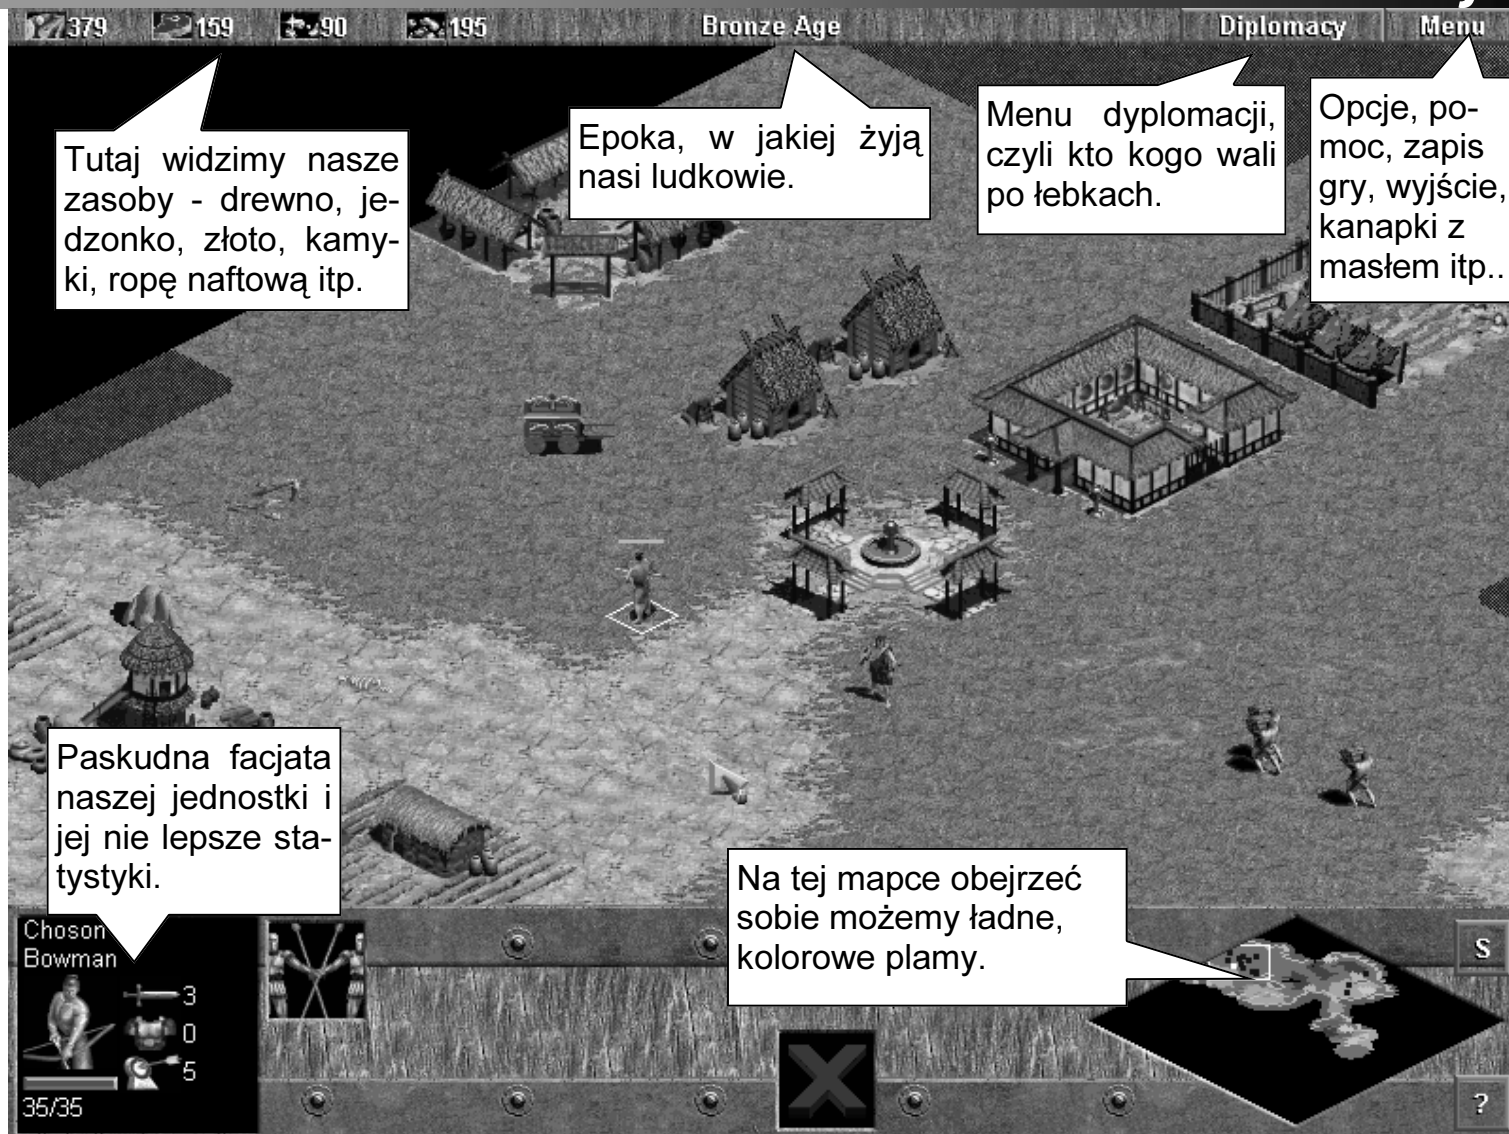 379 159 90 195 Bronze Age Diplomacy Menu
Tutaj widzimy nasze
zasoby - drewno, je-
dzonko, złoto, kamy-
ki, ropę naftową itp.
Epoka, w jakiej żyją
nasi ludkowie.
Menu dyplomacji,
czyli kto kogo wali
po łebkach.
Opcje, po-
moc, zapis
gry, wyjście,
kanapki z
masłem itp..
Paskudna facjata
naszej jednostki i
jej nie lepsze sta-
tystyki.
Na tej mapce obejrzeć
sobie możemy ładne,
kolorowe plamy.
Choson
Bowman
3
0
5
35/35
S
?